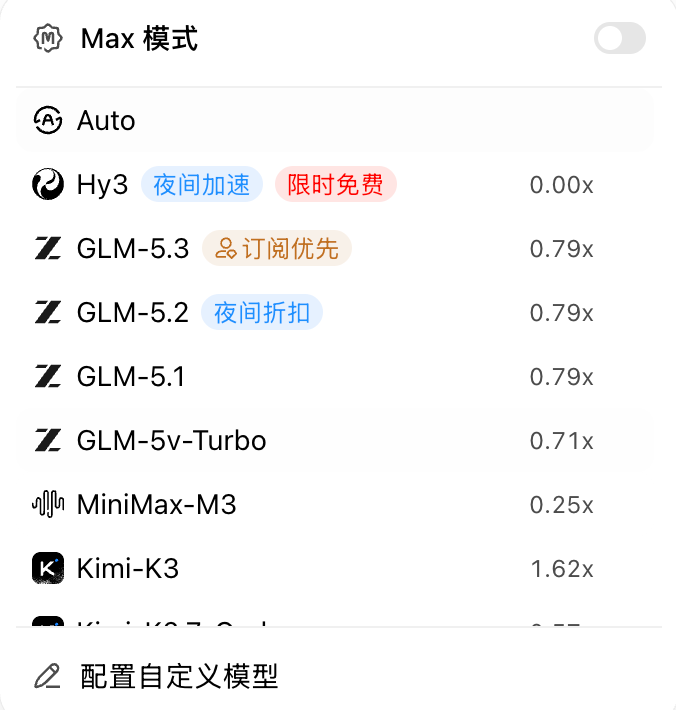 Max 模式
Auto
Hy3 夜间加速 限时免费 0.00x
GLM-5.3 订阅优先 0.79x
GLM-5.2 夜间折扣 0.79x
GLM-5.1 0.79x
GLM-5v-Turbo 0.71x
MiniMax-M3 0.25x
Kimi-K3 1.62x
配置自定义模型